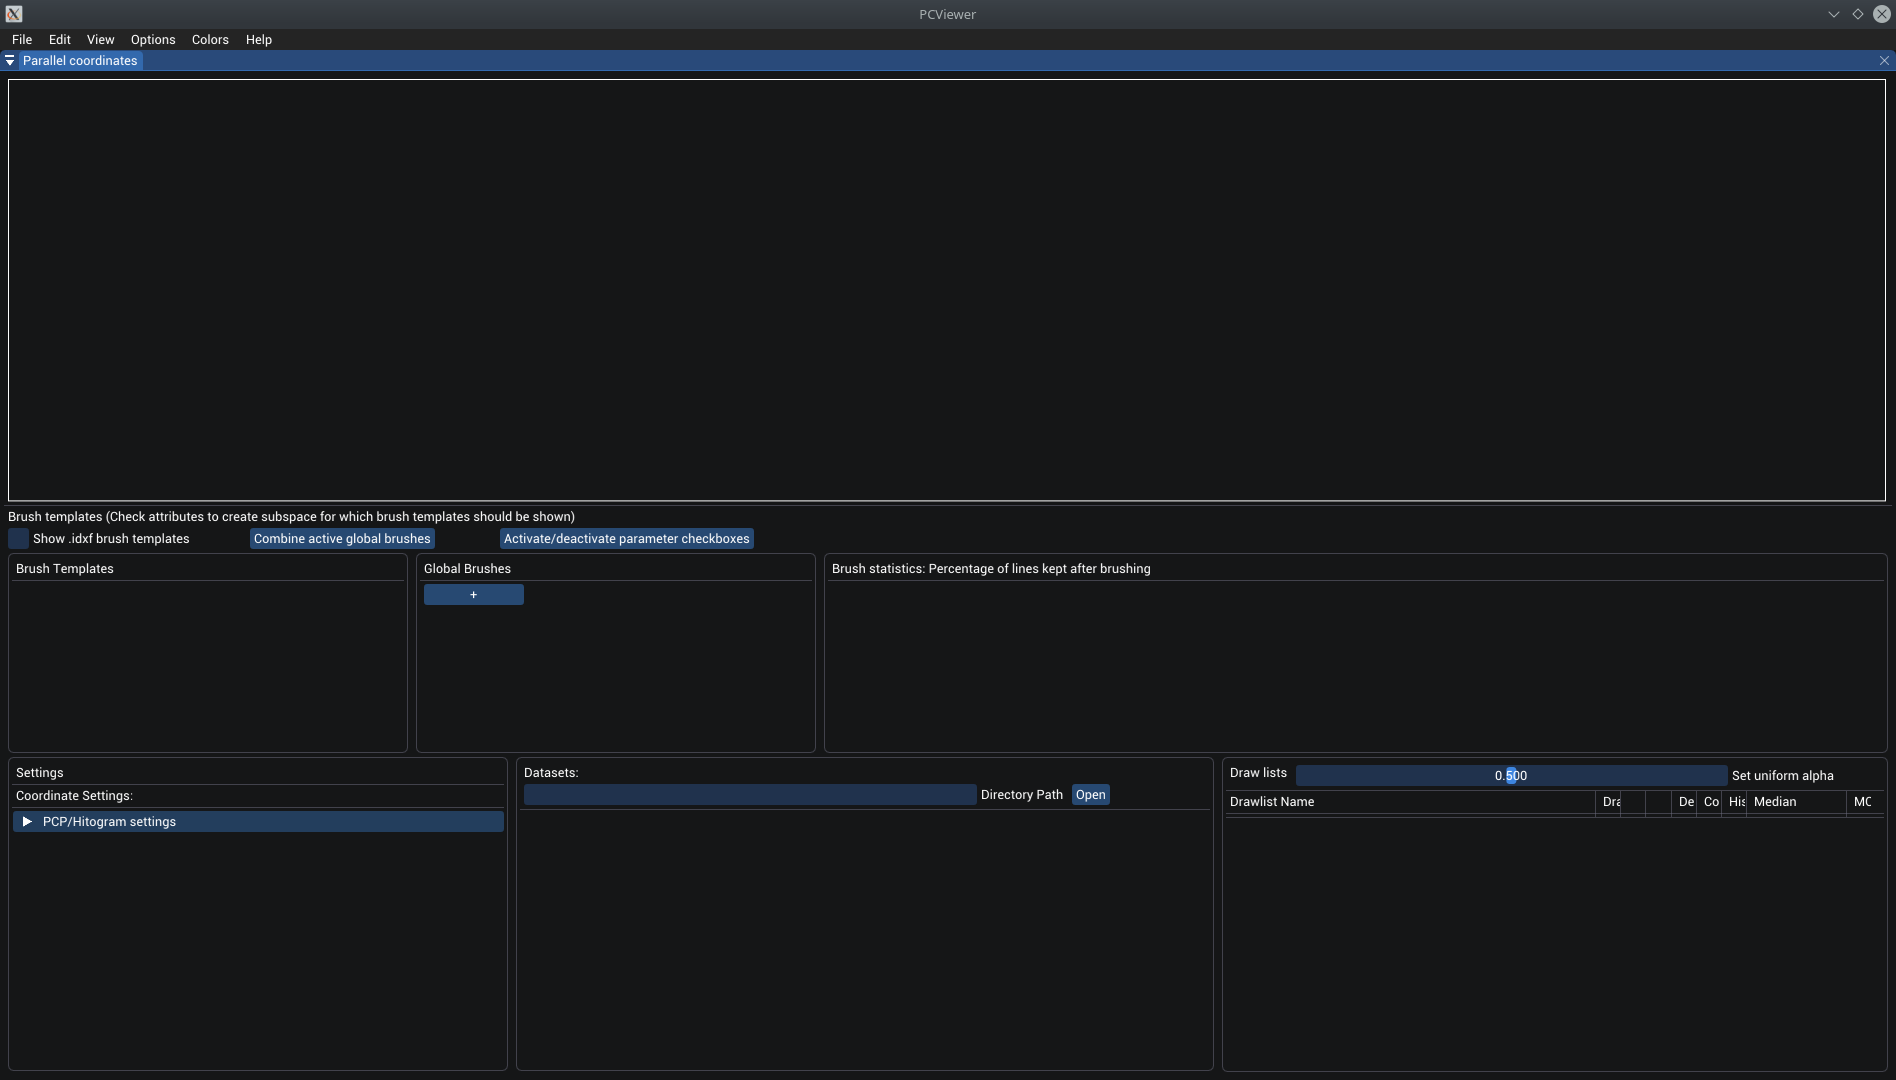 PCViewer
File Edit View Options Colors Help
Parallel coordinates
Brush templates (Check attributes to create subspace for which brush templates should be shown)
Show .idxf brush templates Combine active global brushes Activate/deactivate parameter checkboxes
Brush Templates
Global Brushes
+
Brush statistics: Percentage of lines kept after brushing
Settings
Coordinate Settings:
PCP/Hitogram settings
Datasets:
Directory Path Open
Draw lists 0.500 Set uniform alpha
Drawlist Name Dra De Co His Median MC